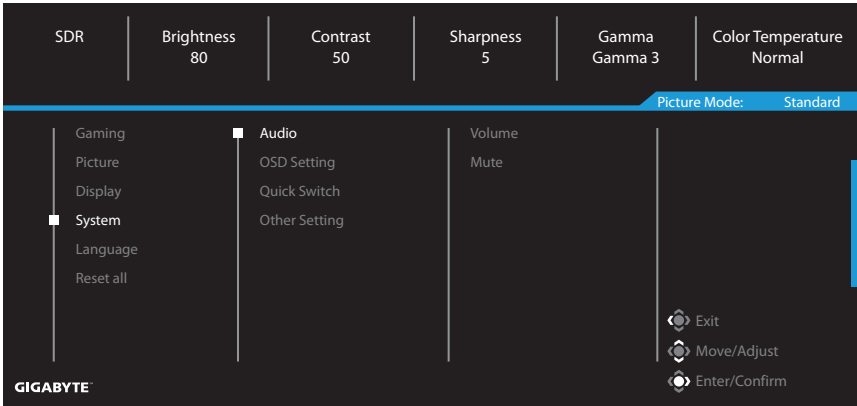 SDR
Brightness
80
Contrast
50
Sharpness
5
Gamma
Gamma 3
Color Temperature
Normal
Picture Mode: Standard
Gaming
Picture
Display
System
Language
Reset all
Audio
OSD Setting
Quick Switch
Other Setting
Volume
Mute
Exit
Move/Adjust
Enter/Confirm
GIGABYTE™